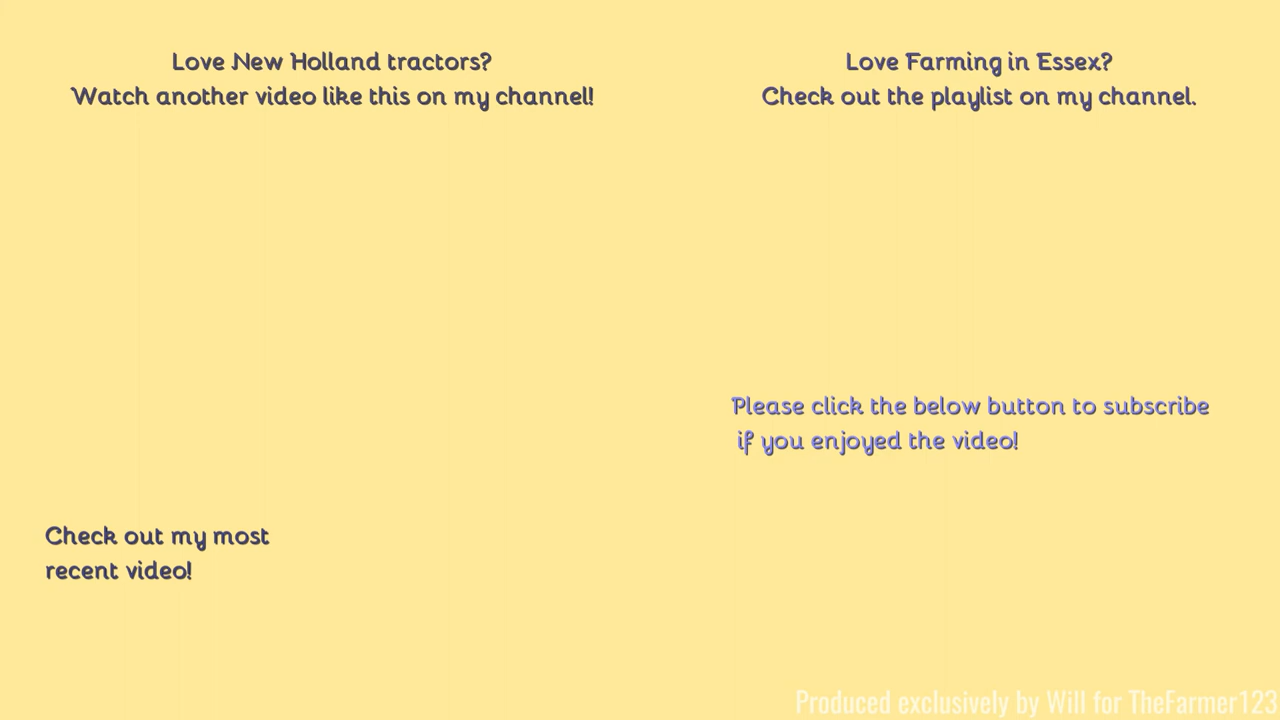 Love New Holland tractors?
Watch another video like this on my channel!
Love Farming in Essex?
Check out the playlist on my channel.
Please click the below button to subscribe
if you enjoyed the video!
Check out my most
recent video!
Produced exclusively by Will for TheFarmer123